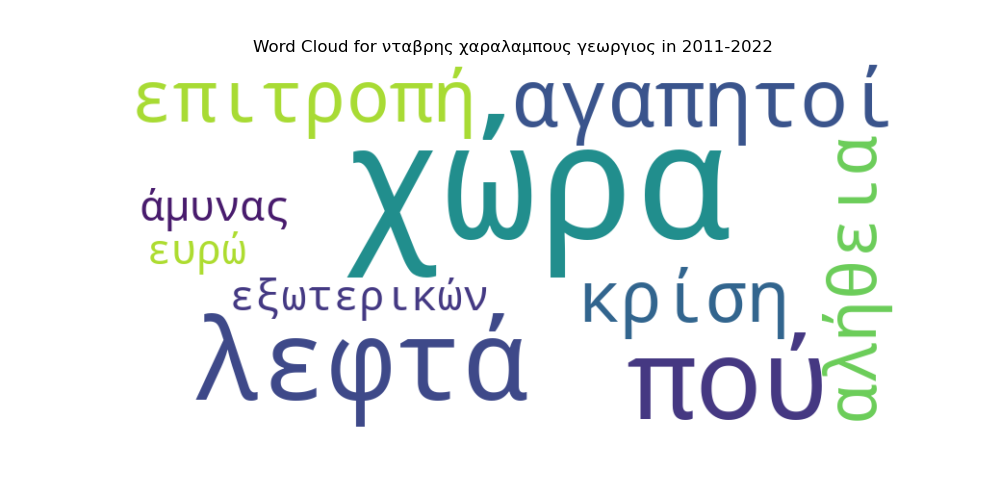 Word Cloud for νταβρης χαραλαμπους γεωργιος in 2011-2022
επιτροπή
αγαπητοί
χώρα
αλήθεια
άμυνας
ευρώ
εξωτερικών
κρίση
λεφτά
πού